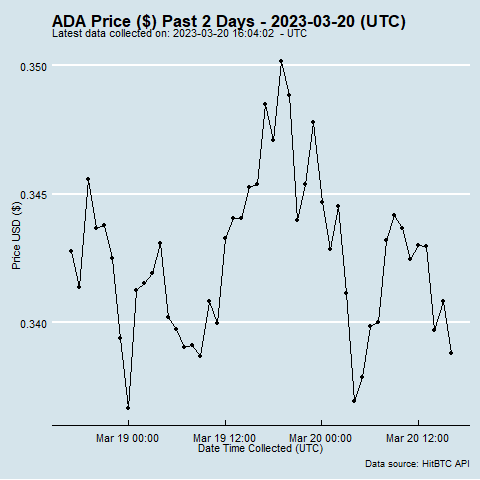 ADA Price ($) Past 2 Days - 2023-03-20 (UTC)
Latest data collected on: 2023-03-20 16:04:02  - UTC
0.350
0.345
0.340
Price USD ($)
Mar 19 00:00
Mar 19 12:00
Mar 20 00:00
Mar 20 12:00
Date Time Collected (UTC)
Data source: HitBTC API